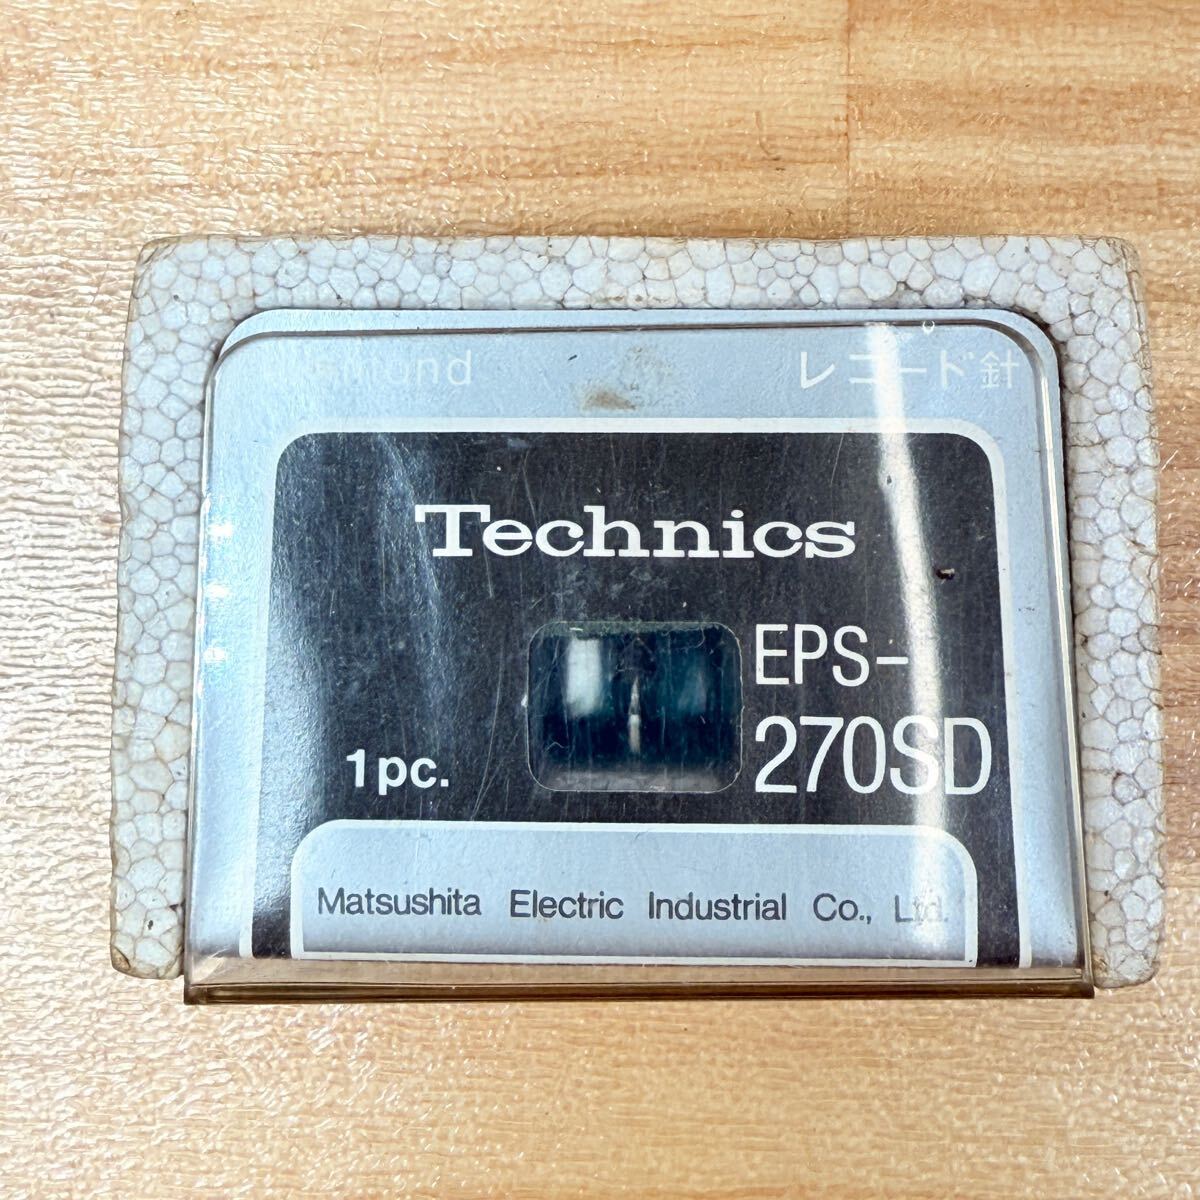 レコード針
Technics
EPS-
270SD
1pc.
Matsushita Electric Industrial Co., Ltd.